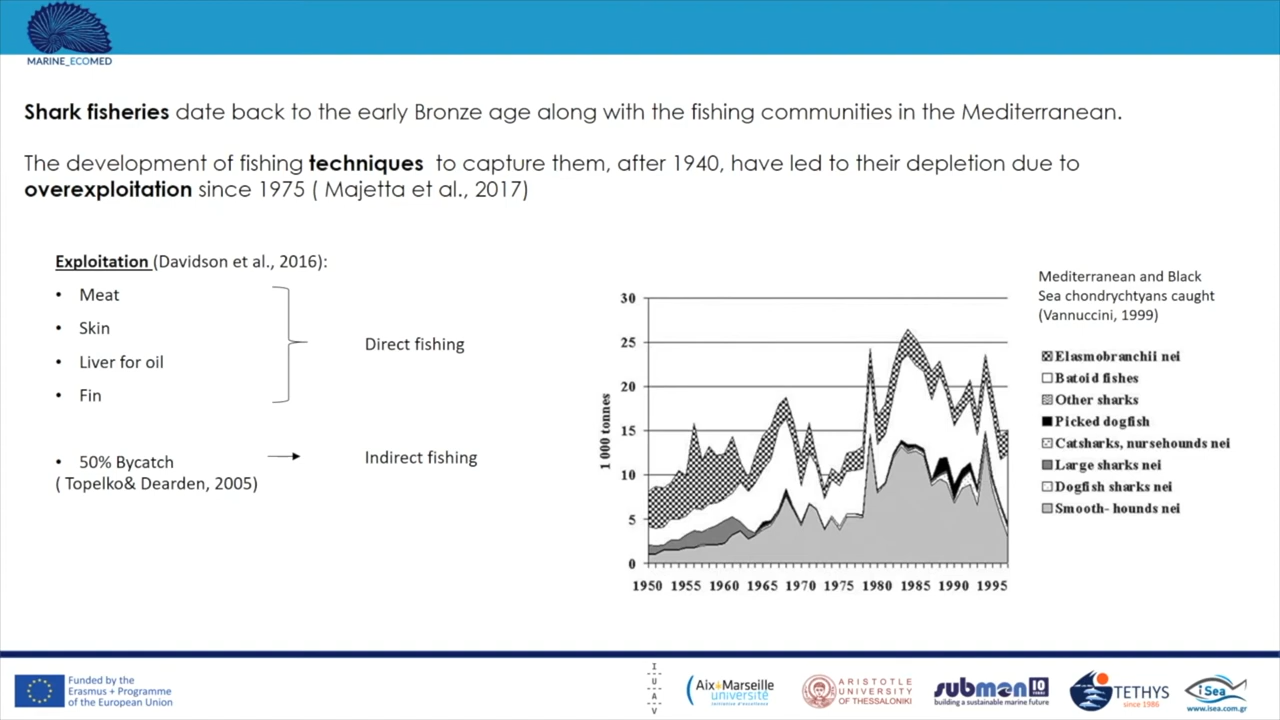 MARINE_ECOMED
Shark fisheries date back to the early Bronze age along with the fishing communities in the Mediterranean.
The development of fishing techniques to capture them, after 1940, have led to their depletion due to
overexploitation since 1975 ( Majetta et al., 2017)
Exploitation (Davidson et al., 2016):
• Meat
• Skin
• Liver for oil
• Fin
Direct fishing
• 50% Bycatch
( Topelko& Dearden, 2005)
Indirect fishing
Mediterranean and Black
Sea chondrychtyans caught
(Vannuccini, 1999)
1 000 tonnes
30
25
20
15
10
5
0
1950 1955 1960 1965 1970 1975 1980 1985 1990 1995
Elasmobranchii nei
Batoid fishes
Other sharks
Picked dogfish
Catsharks, nursehounds nei
Large sharks nei
Dogfish sharks nei
Smooth- hounds nei
Funded by the
Erasmus + Programme
of the European Union
I
U
A
V
Aix+Marseille
université
Initiative d'excellence
ARISTOTLE
UNIVERSITY
OF THESSALONIKI
submon 10
building a sustainable marine future
TETHYS
since 1986
iSea
www.isea.com.gr